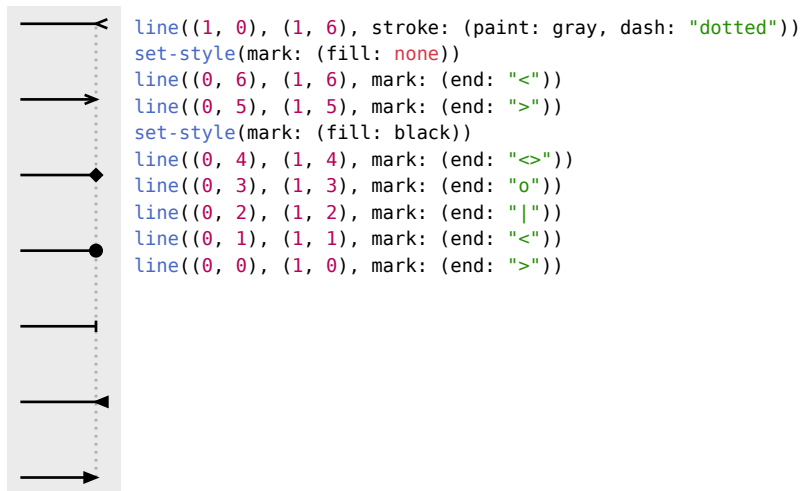 line((1, 0), (1, 6), stroke: (paint: gray, dash: "dotted"))
set-style(mark: (fill: none))
line((0, 6), (1, 6), mark: (end: "<"))
line((0, 5), (1, 5), mark: (end: ">"))
set-style(mark: (fill: black))
line((0, 4), (1, 4), mark: (end: "<>"))
line((0, 3), (1, 3), mark: (end: "o"))
line((0, 2), (1, 2), mark: (end: "|"))
line((0, 1), (1, 1), mark: (end: "<"))
line((0, 0), (1, 0), mark: (end: ">"))